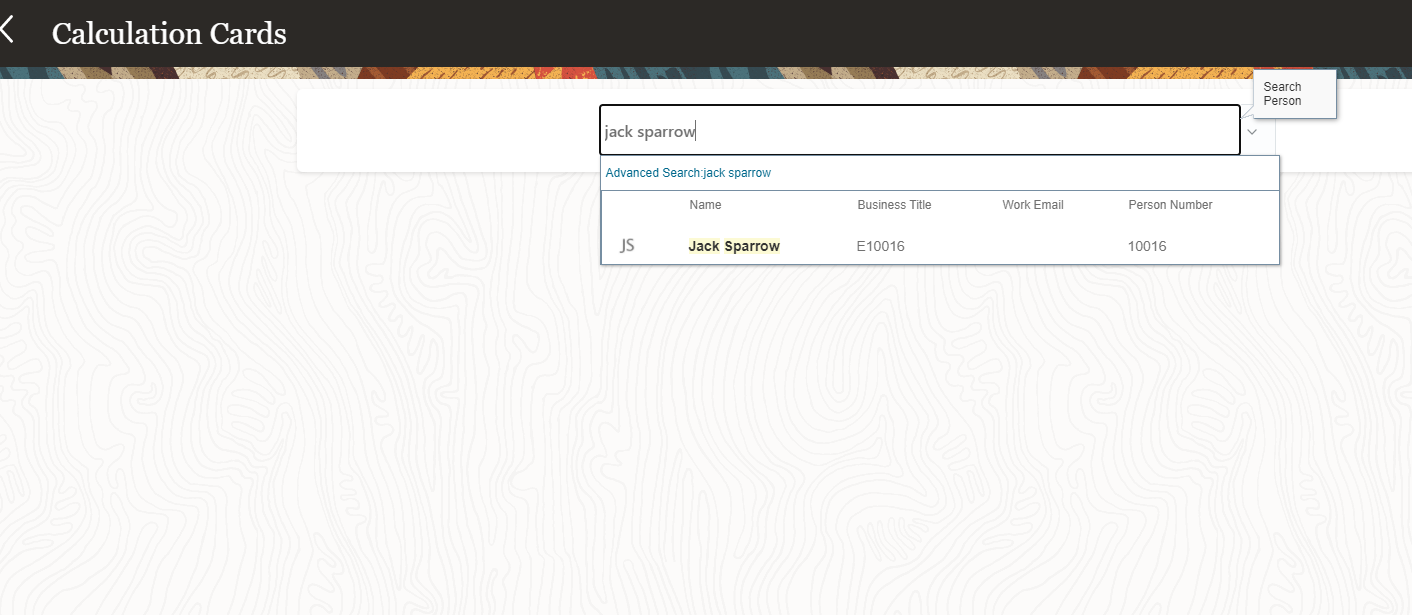 Calculation Cards
Search
Person
jack sparrow
Advanced Search:jack sparrow
Name Business Title Work Email Person Number
JS Jack Sparrow E10016 10016